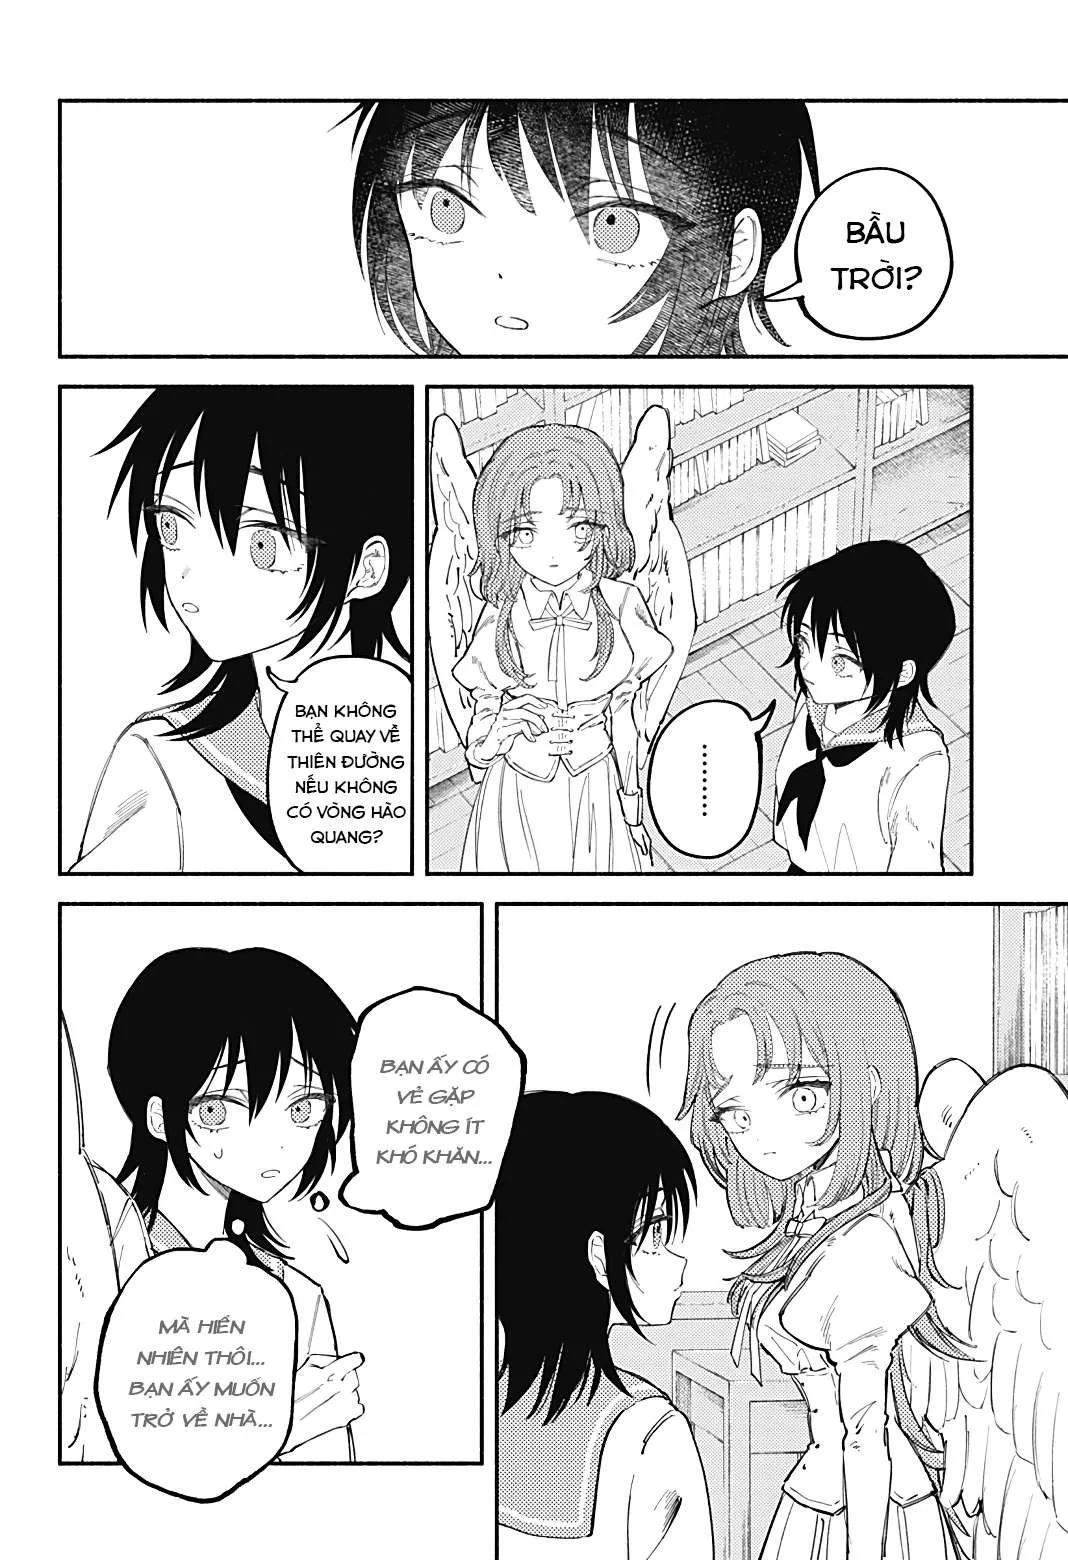 BẦU
TRỜI?
BẠN KHÔNG
THỂ QUAY VỀ
THIÊN ĐƯỜNG
NẾU KHÔNG
CÓ VÒNG HÀO
QUANG?
.......
BẠN ẤY CÓ
VẺ GẶP
KHÔNG ÍT
KHÓ KHĂN...
MÀ HIỂN
NHIÊN THÔI...
BẠN ẤY MUỐN
TRỞ VỀ NHÀ...